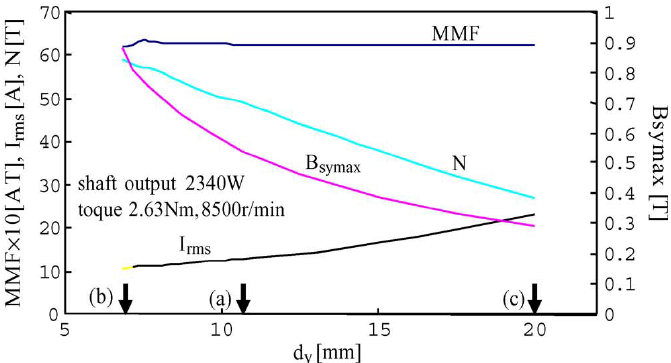 MMF×10[AT], Irms[A], N[T]
70
60
50
40
30
20
10
0
MMF
Bsymax
N
shaft output 2340W
toque 2.63Nm, 8500r/min
Irms
(b)
(a)
(c)
5
10
15
20
dy[mm]
1
0.9
0.8
0.7
0.6
0.5
0.4
0.3
0.2
0.1
0
Bsymax [T]